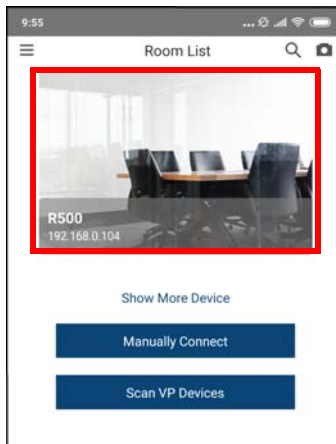 9:55
...
Room List
R500
192.168.0.104
Show More Device
Manually Connect
Scan VP Devices